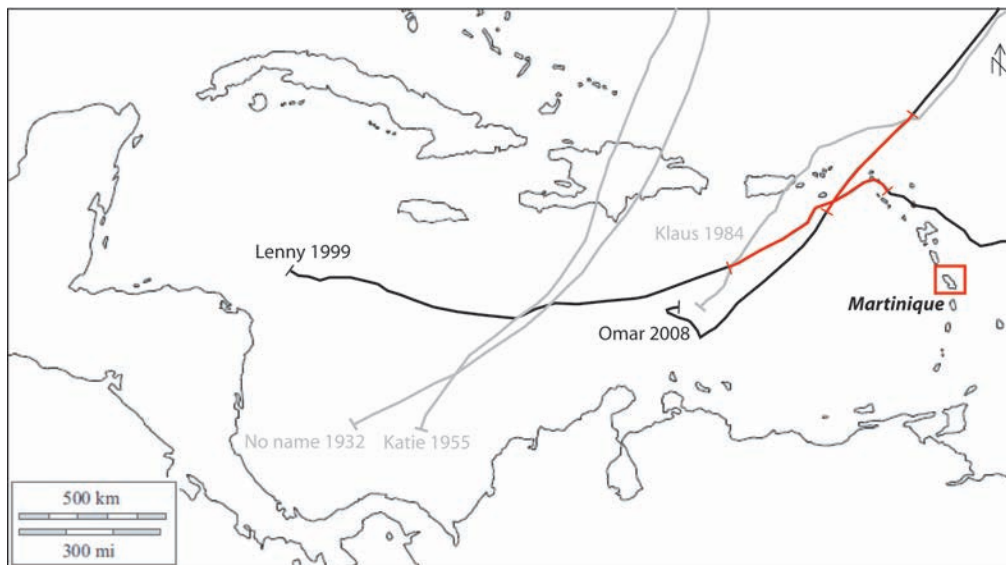 N
Klaus 1984
Lenny 1999
Martinique
Omar 2008
No name 1932
Katie 1955
500 km
300 mi